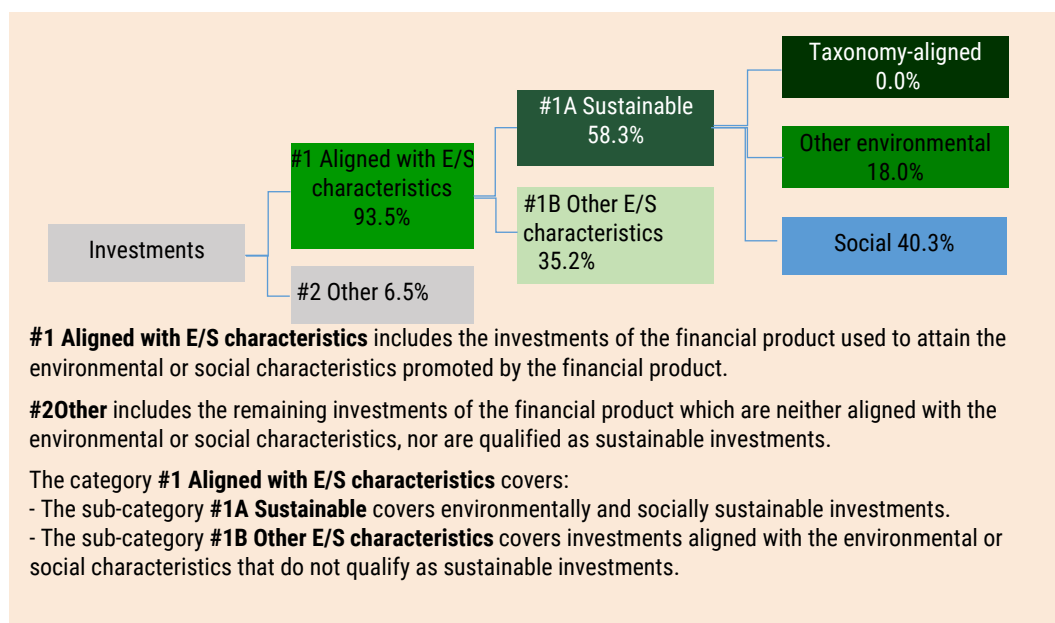 Taxonomy-aligned
0.0%
#1A Sustainable
58.3%
Other environmental
18.0%
#1 Aligned with E/S
characteristics
93.5%
#1B Other E/S
characteristics
35.2%
Social 40.3%
Investments
#2 Other 6.5%
#1 Aligned with E/S characteristics includes the investments of the financial product used to attain the
environmental or social characteristics promoted by the financial product.
#2Other includes the remaining investments of the financial product which are neither aligned with the
environmental or social characteristics, nor are qualified as sustainable investments.
The category #1 Aligned with E/S characteristics covers:
- The sub-category #1A Sustainable covers environmentally and socially sustainable investments.
- The sub-category #1B Other E/S characteristics covers investments aligned with the environmental or
social characteristics that do not qualify as sustainable investments.